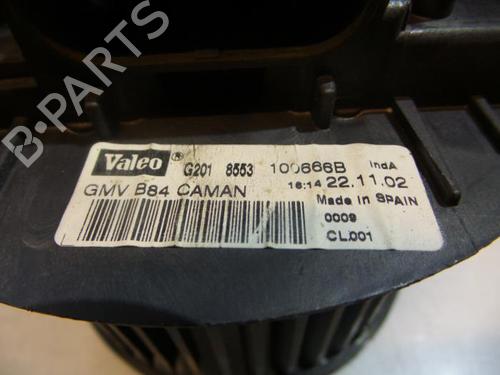 B-PARTS
Valeo® G201 8553 100666B IndA
GMV B84 CAMAN 16:14 22.11.02
Made in SPAIN
0009
CL001